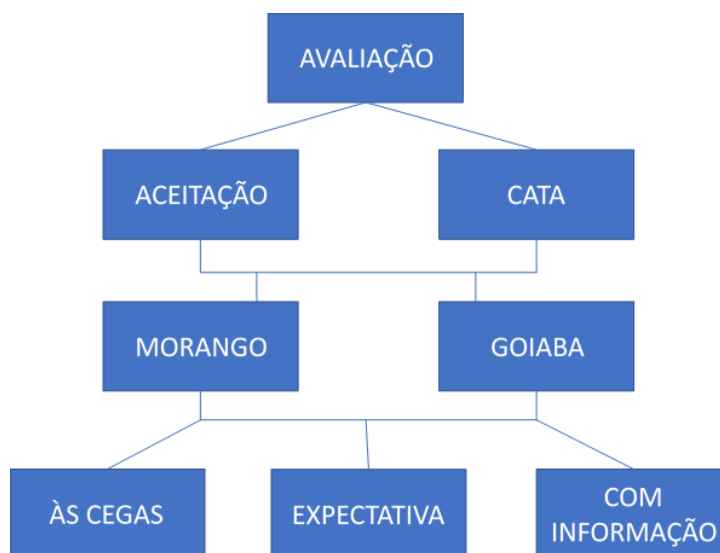 AVALIAÇÃO
ACEITAÇÃO
CATA
MORANGO
GOIABA
ÀS CEGAS
EXPECTATIVA
COM
INFORMAÇÃO